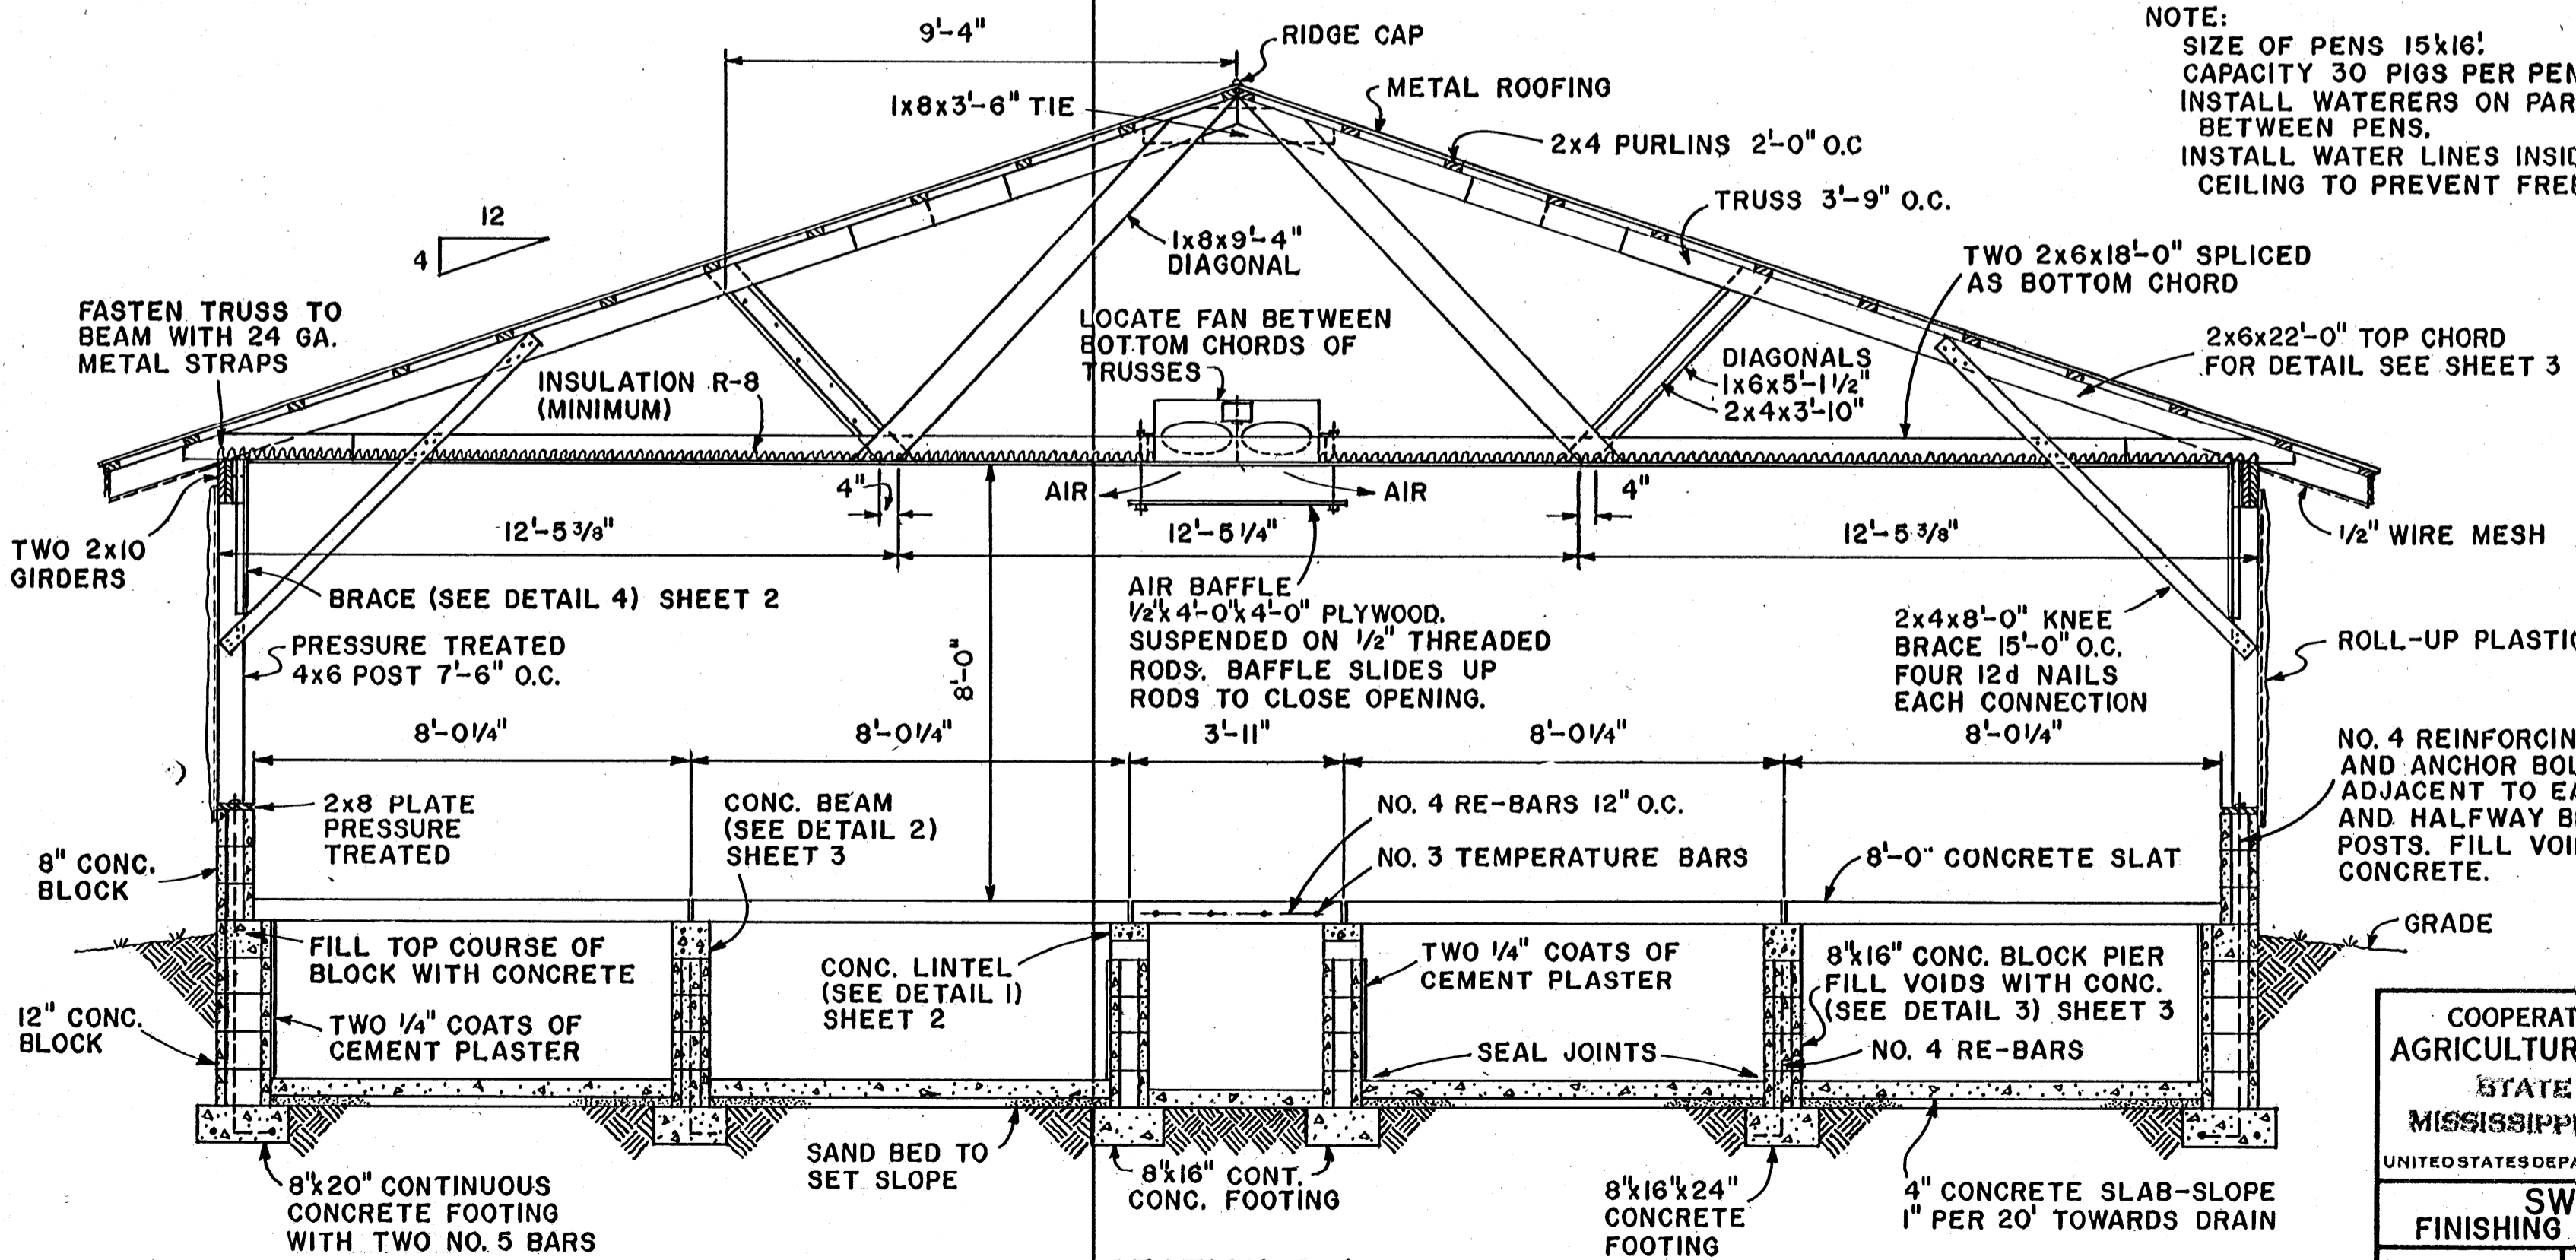 9'-4"
RIDGE CAP
METAL ROOFING
1x8x3'-6" TIE
2x4 PURLINS 2'-0" O.C
TRUSS 3'-9" O.C.
NOTE:
SIZE OF PENS 15'x16'.
CAPACITY 30 PIGS PER PEN
INSTALL WATERERS ON PAR
BETWEEN PENS.
INSTALL WATER LINES INSID
CEILING TO PREVENT FREE
12
4
1x8x9'-4"
DIAGONAL
TWO 2x6x18'-0" SPLICED
AS BOTTOM CHORD
FASTEN TRUSS TO
BEAM WITH 24 GA.
METAL STRAPS
INSULATION R-8
(MINIMUM)
LOCATE FAN BETWEEN
BOTTOM CHORDS OF
TRUSSES
DIAGONALS
1x6x5'-1 1/2"
2x4x3'-10"
2x6x22'-0" TOP CHORD
FOR DETAIL SEE SHEET 3
4"
AIR
AIR
4"
12'-5 3/8"
12'-5 1/4"
12'-5 3/8"
TWO 2x10
GIRDERS
1/2" WIRE MESH
BRACE (SEE DETAIL 4) SHEET 2
PRESSURE TREATED
4x6 POST 7'-6" O.C.
8'-0"
AIR BAFFLE
1/2"x4'-0"x4'-0" PLYWOOD.
SUSPENDED ON 1/2" THREADED
RODS. BAFFLE SLIDES UP
RODS TO CLOSE OPENING.
2x4x8'-0" KNEE
BRACE 15'-0" O.C.
FOUR 12d NAILS
EACH CONNECTION
ROLL-UP PLASTIC
8'-0 1/4"
8'-0 1/4"
3'-11"
8'-0 1/4"
8'-0 1/4"
2x8 PLATE
PRESSURE
TREATED
CONC. BEAM
(SEE DETAIL 2)
SHEET 3
NO. 4 RE-BARS 12" O.C.
NO. 3 TEMPERATURE BARS
8'-0" CONCRETE SLAT
NO. 4 REINFORCIN
AND ANCHOR BOL
ADJACENT TO EA
AND HALFWAY B
POSTS. FILL VOI
CONCRETE.
8" CONC.
BLOCK
GRADE
FILL TOP COURSE OF
BLOCK WITH CONCRETE
CONC. LINTEL
(SEE DETAIL 1)
SHEET 2
TWO 1/4" COATS OF
CEMENT PLASTER
8"x16" CONC. BLOCK PIER
FILL VOIDS WITH CONC.
(SEE DETAIL 3) SHEET 3
12" CONC.
BLOCK
TWO 1/4" COATS OF
CEMENT PLASTER
SEAL JOINTS
NO. 4 RE-BARS
SAND BED TO
SET SLOPE
8"x20" CONTINUOUS
CONCRETE FOOTING
WITH TWO NO. 5 BARS
8"x16" CONT.
CONC. FOOTING
8"x16"x24"
CONCRETE
FOOTING
4" CONCRETE SLAB-SLOPE
1" PER 20' TOWARDS DRAIN
COOPERAT
AGRICULTUR
STATE
MISSISSIPP
UNITED STATES DEPA
SW
FINISHING